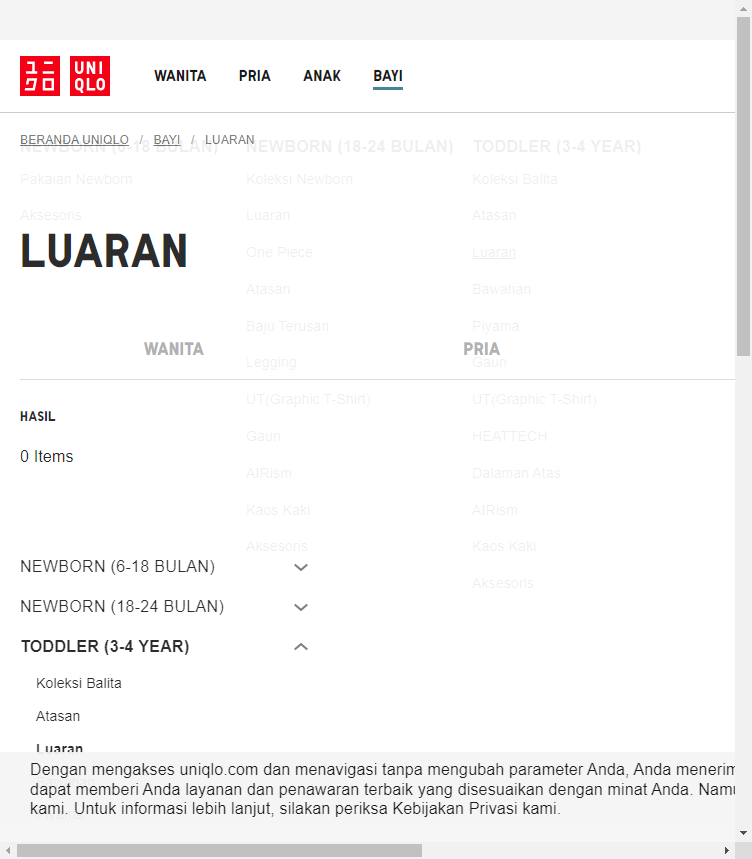 ユニ
クロ
UNI
QLO
WANITA PRIA ANAK BAYI
BERANDA UNIQLO / BAYI / LUARAN
NEWBORN (6-18 BULAN) NEWBORN (18-24 BULAN) TODDLER (3-4 YEAR)
Pakaian Newborn Koleksi Newborn Koleksi Balita
Aksesoris Luaran Atasan
LUARAN
One Piece Luaran
Atasan Bawahan
Baju Terusan Piyama
WANITA PRIA
Legging Gaun
UT(Graphic T-Shirt) UT(Graphic T-Shirt)
HASIL
Gaun HEATTECH
0 Items
AIRism Dalaman Atas
Kaos Kaki AIRism
Aksesoris Kaos Kaki
NEWBORN (6-18 BULAN)
Aksesoris
NEWBORN (18-24 BULAN)
TODDLER (3-4 YEAR)
Koleksi Balita
Atasan
Luaran
Dengan mengakses uniqlo.com dan menavigasi tanpa mengubah parameter Anda, Anda menerim
dapat memberi Anda layanan dan penawaran terbaik yang disesuaikan dengan minat Anda. Namu
kami. Untuk informasi lebih lanjut, silakan periksa Kebijakan Privasi kami.